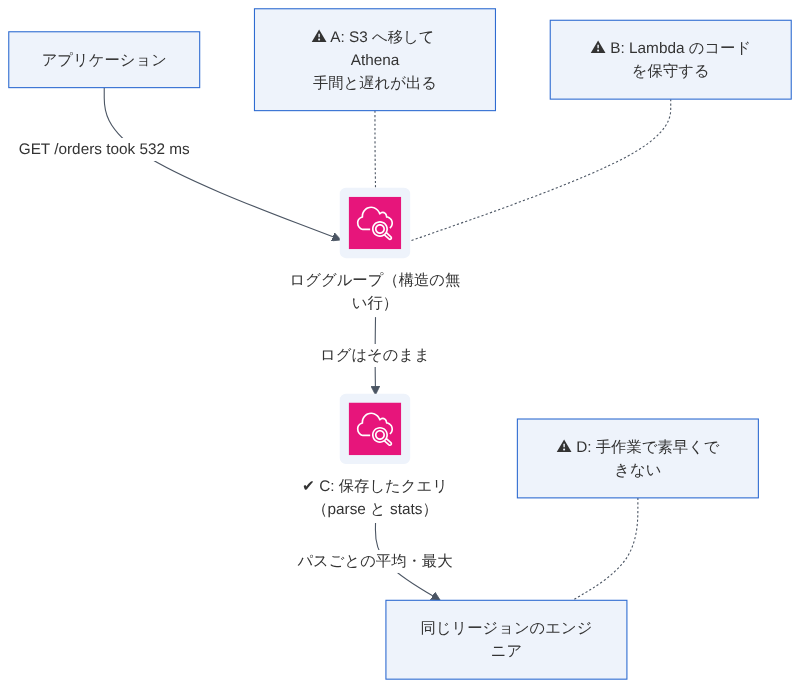 アプリケーション
⚠ A: S3 へ移して
Athena
手間と遅れが出る
⚠ B: Lambda のコード
を保守する
GET /orders took 532 ms
ロググループ（構造の無
い行）
ログはそのまま
✔ C: 保存したクエリ
（parse と stats）
⚠ D: 手作業で素早くで
きない
パスごとの平均・最大
同じリージョンのエンジ
ニア